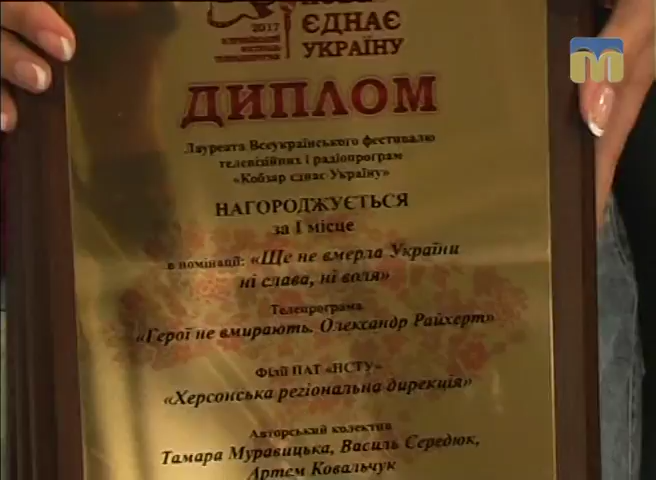 2017
ЄДНАЄ
УКРАЇНУ
ДИПЛОМ
Лауреата Всеукраїнського фестивалю
телевізійних і радіопрограм
«Кобзар єднає Україну»
НАГОРОДЖУЄТЬСЯ
за І місце
в номінації: «Ще не вмерла України
ні слава, ні воля»
Телепрограма
«Герої не вмирають. Олександр Райхерт»
Філії ПАТ «НСТУ»
«Херсонська регіональна дирекція»
Авторський колектив
Тамара Муравицька, Василь Середюк,
Артем Ковальчук